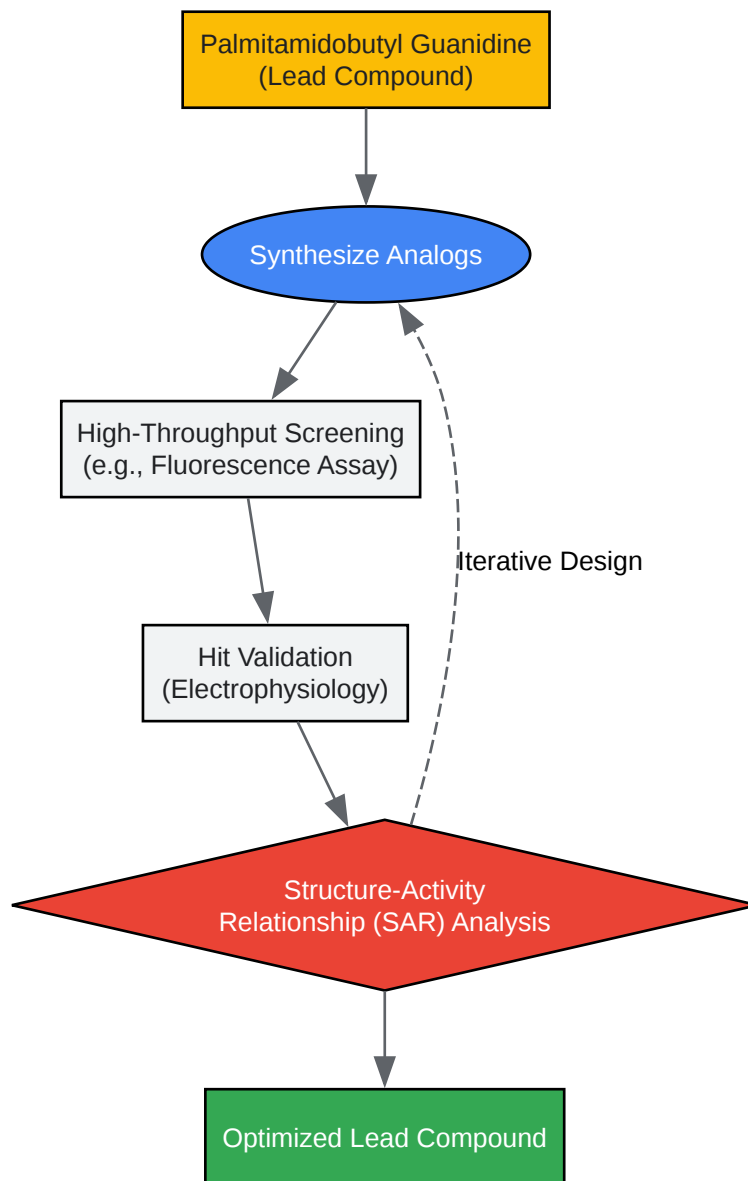 Palmitamidobutyl Guanidine
(Lead Compound)
Synthesize Analogs
High-Throughput Screening
(e.g., Fluorescence Assay)
Iterative Design
Hit Validation
(Electrophysiology)
Structure-Activity
Relationship (SAR) Analysis
Optimized Lead Compound